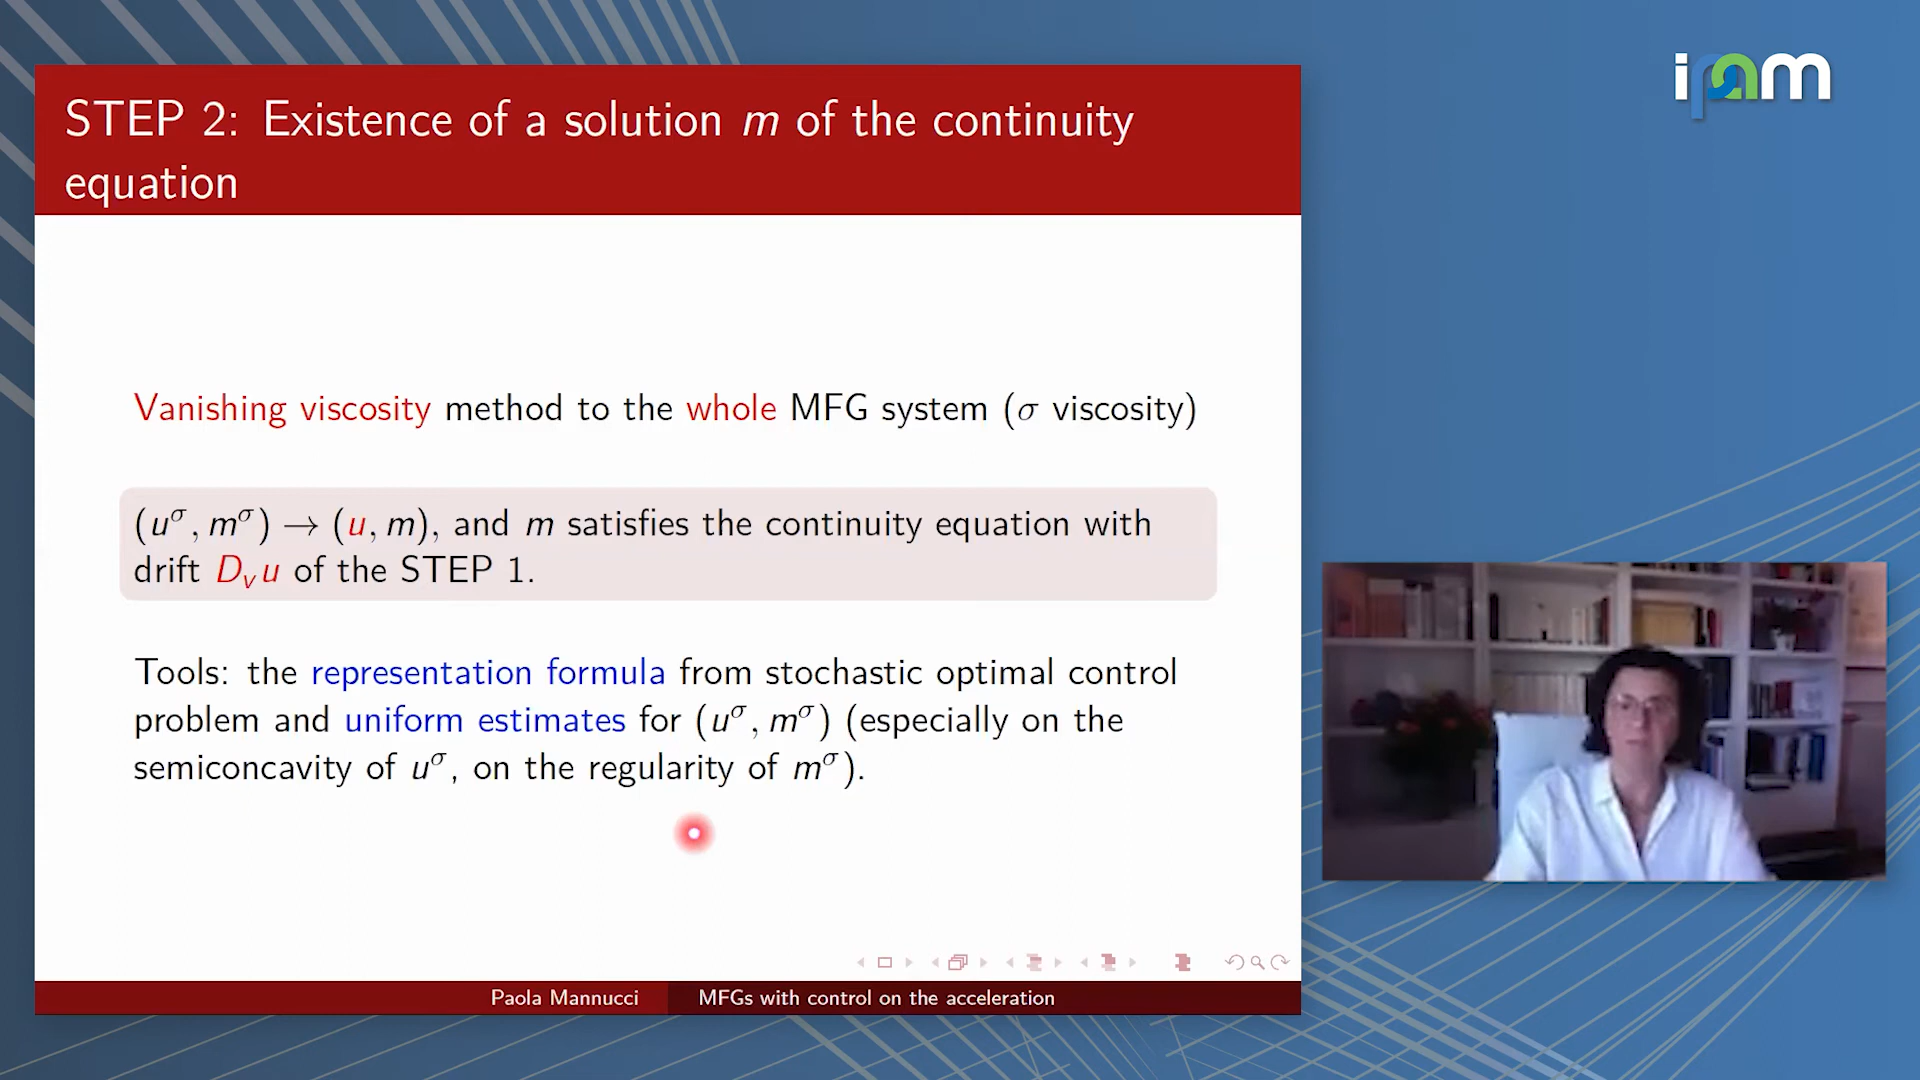 ipam
STEP 2: Existence of a solution m of the continuity
equation
Vanishing viscosity method to the whole MFG system (σ viscosity)
(u^σ, m^σ) → (u, m), and m satisfies the continuity equation with
drift D_v u of the STEP 1.
Tools: the representation formula from stochastic optimal control
problem and uniform estimates for (u^σ, m^σ) (especially on the
semiconcavity of u^σ, on the regularity of m^σ).
Paola Mannucci
MFGs with control on the acceleration